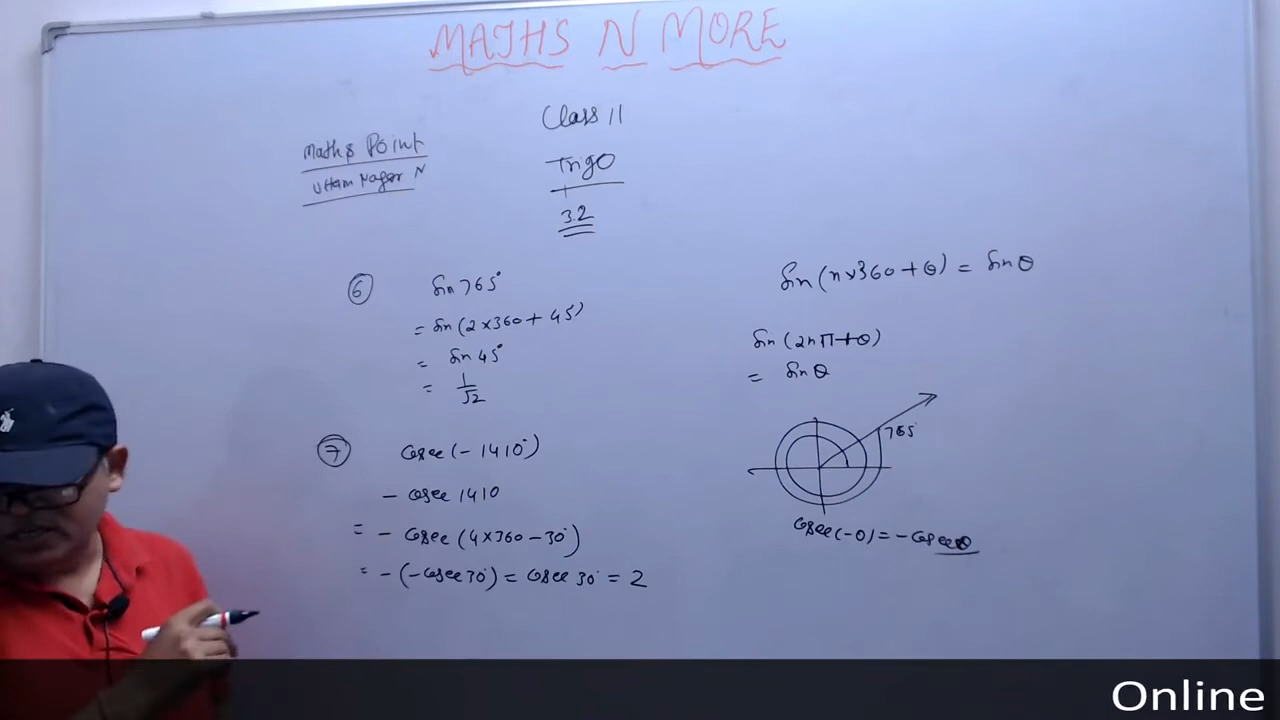 MATHS N MORE
Class 11
Maths Point
Uttam Nagar N
Trigo
3.2
6 Sin 765°
= Sin (2×360 + 45)
= Sin 45°
= 1/√2
7 Cosec (-1410°)
- Cosec 1410
= - Cosec (4×360 - 30°)
= - (-Cosec 30°) = Cosec 30° = 2
Sin (n×360 + θ) = Sin θ
Sin (2nπ + θ)
= Sin θ
765°
Cosec (-θ) = - Cosec θ
Online